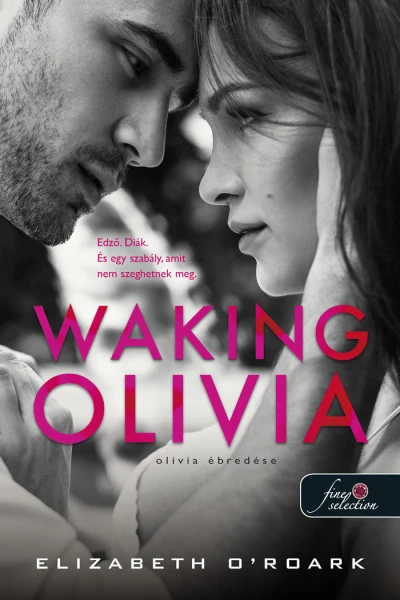 Edző. Diák.
És egy szabály, amit
nem szeghetnek meg.
WAKING
OLIVIA
olivia ébredése
fine
selection
ELIZABETH O'ROARK